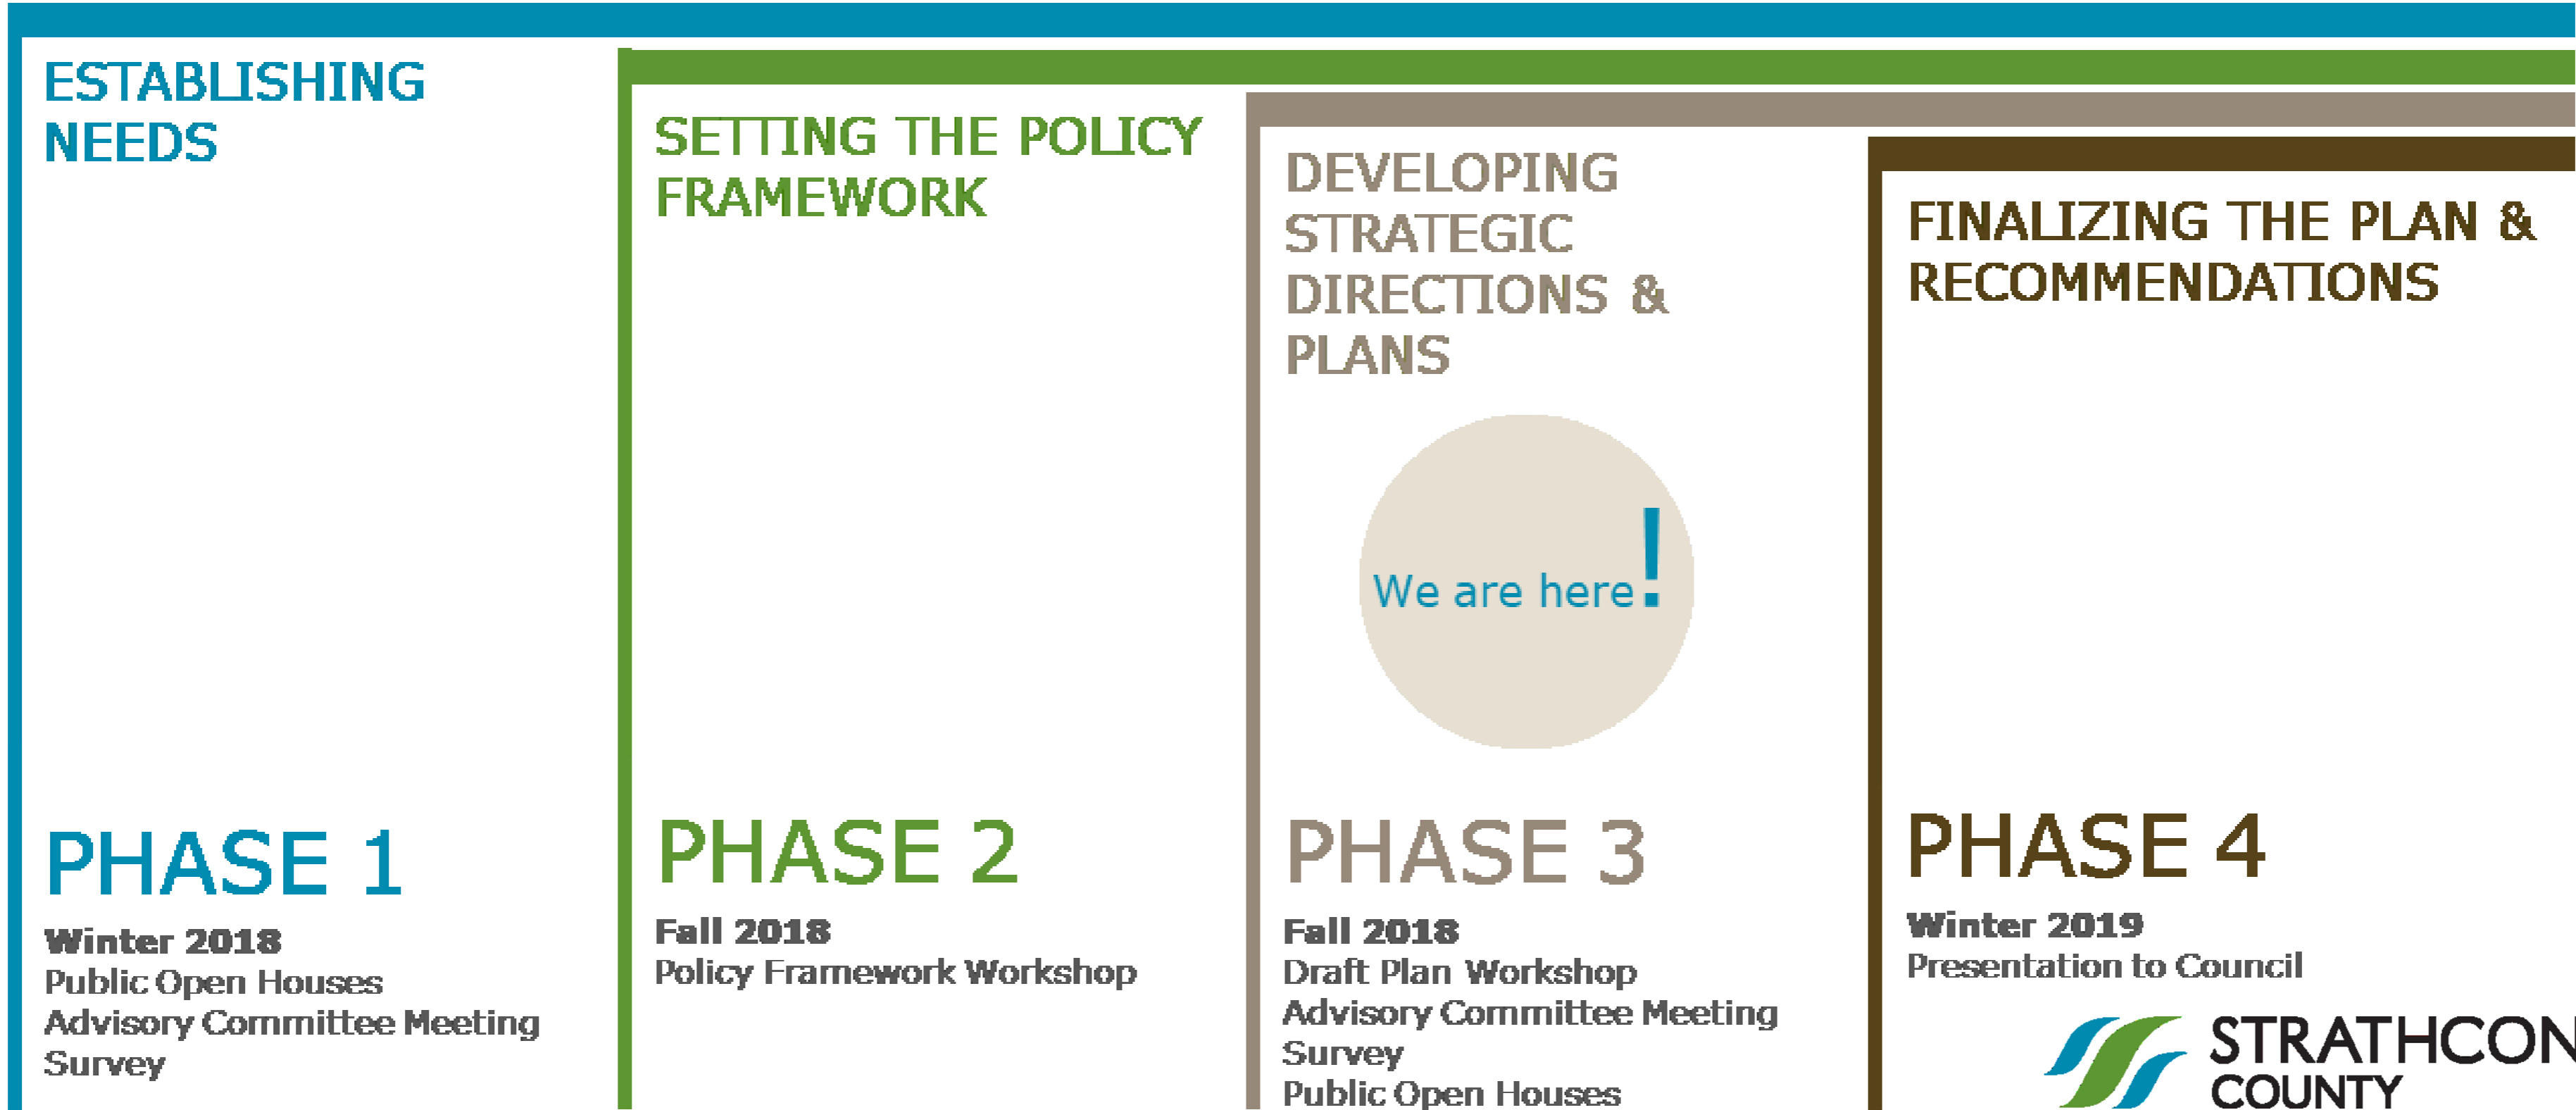 ESTABLISHING
NEEDS
PHASE 1
Winter 2018
Public Open Houses
Advisory Committee Meeting
Survey
SETTING THE POLICY
FRAMEWORK
PHASE 2
Fall 2018
Policy Framework Workshop
DEVELOPING
STRATEGIC
DIRECTIONS &
PLANS
We are here!
PHASE 3
Fall 2018
Draft Plan Workshop
Advisory Committee Meeting
Survey
Public Open Houses
FINALIZING THE PLAN &
RECOMMENDATIONS
PHASE 4
Winter 2019
Presentation to Council
STRATHCON
COUNTY